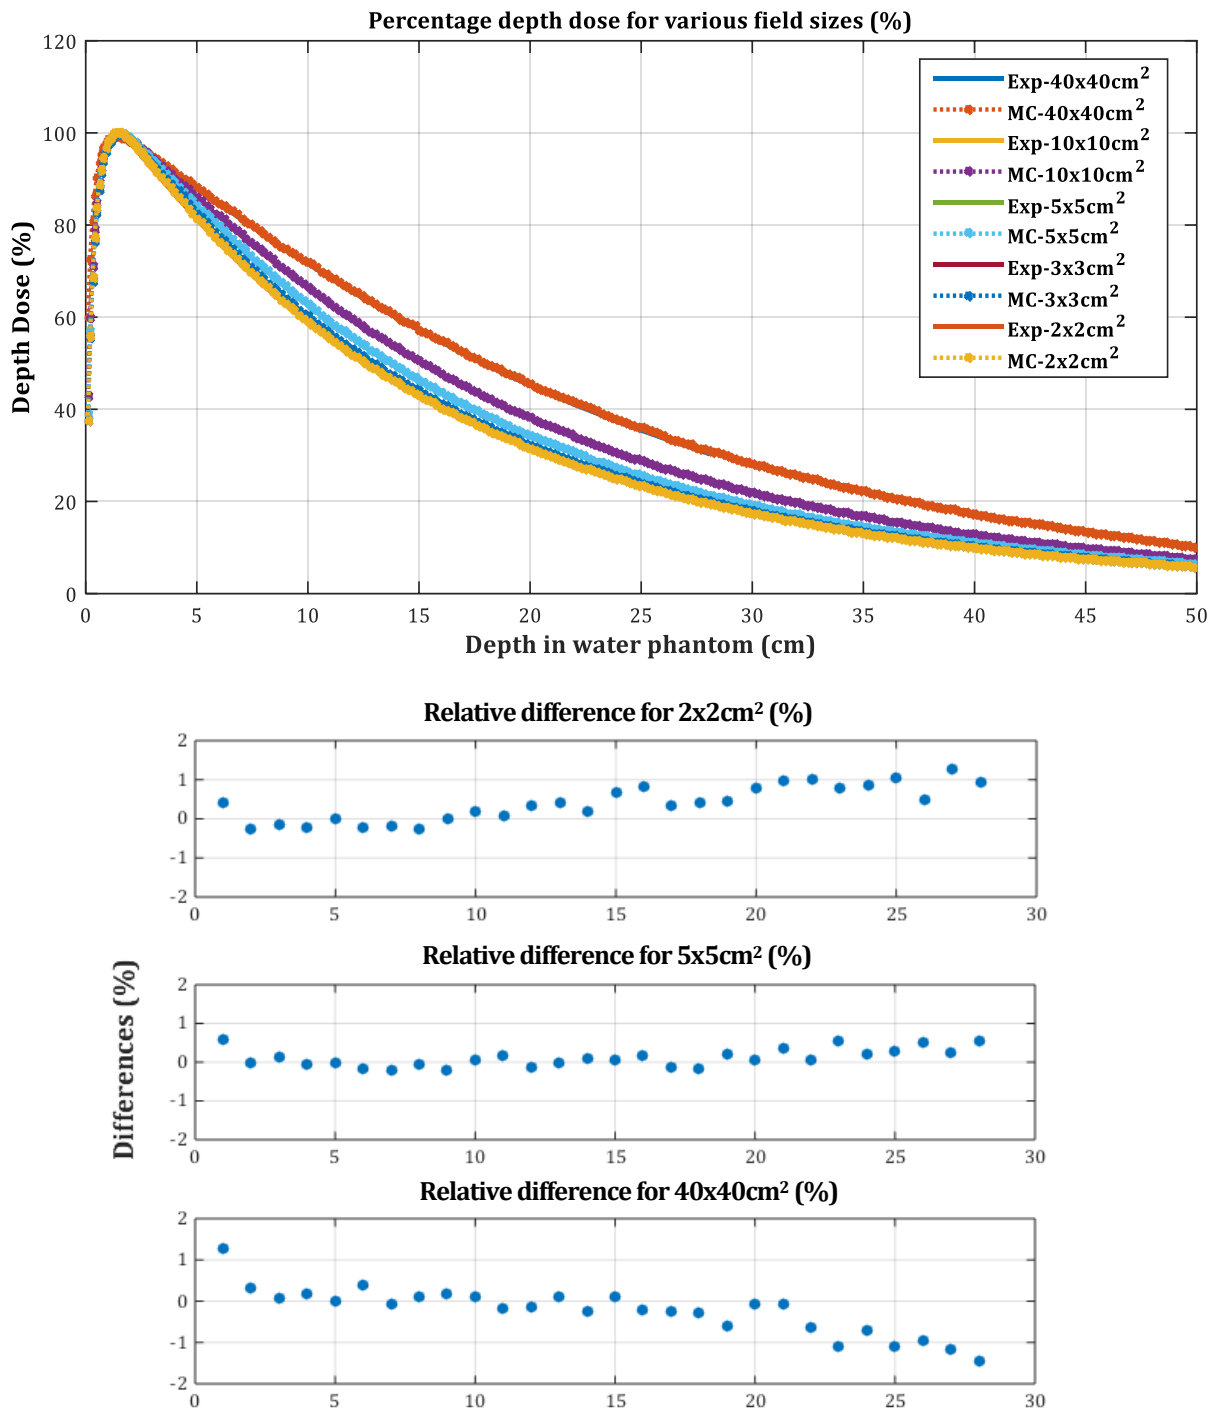 Percentage depth dose for various field sizes (%)
120
100
80
60
40
20
0
Depth Dose (%)
Exp-40x40cm²
MC-40x40cm²
Exp-10x10cm²
MC-10x10cm²
Exp-5x5cm²
MC-5x5cm²
Exp-3x3cm²
MC-3x3cm²
Exp-2x2cm²
MC-2x2cm²
0 5 10 15 20 25 30 35 40 45 50
Depth in water phantom (cm)
Relative difference for 2x2cm² (%)
2
1
0
-1
-2
0 5 10 15 20 25 30
Differences (%)
Relative difference for 5x5cm² (%)
2
1
0
-1
-2
0 5 10 15 20 25 30
Relative difference for 40x40cm² (%)
2
1
0
-1
-2
0 5 10 15 20 25 30